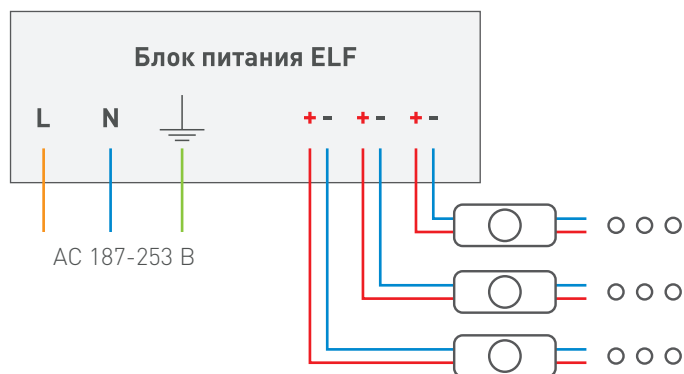 Блок питания ELF
L N + - + - + -
AC 187-253 В